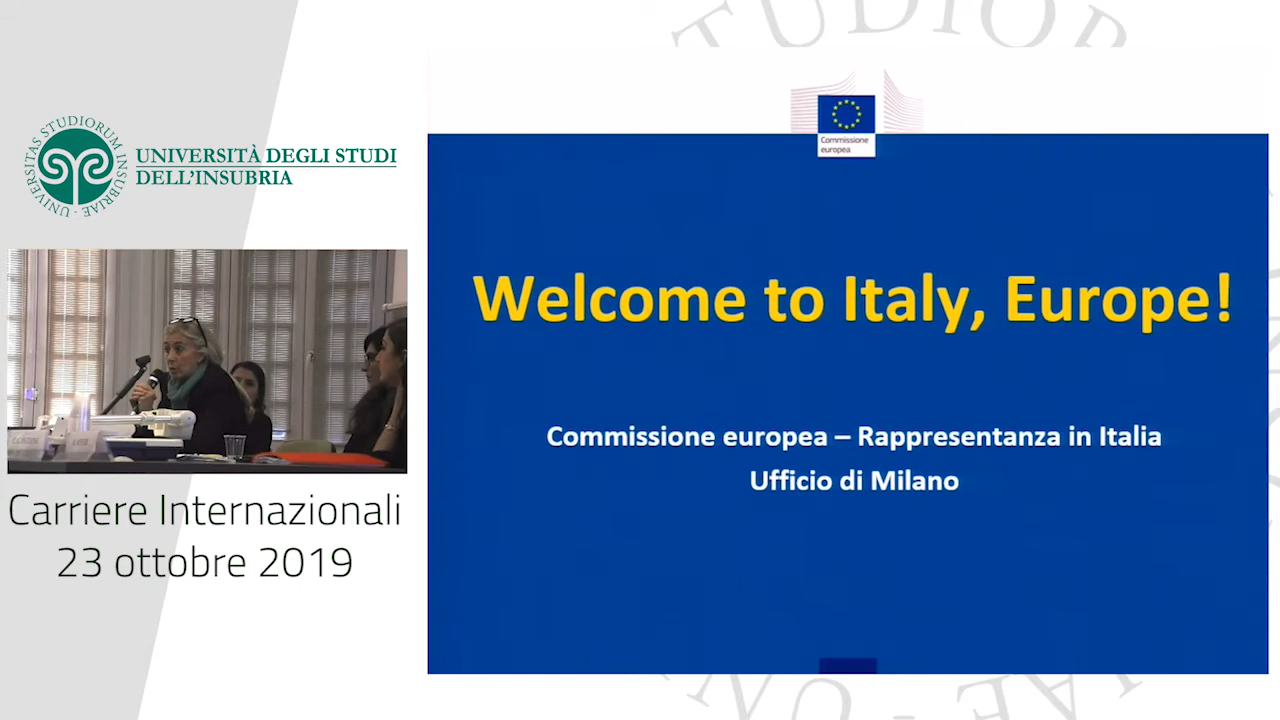 UNIVERSITAS STUDIORUM INSUBRIAE
UNIVERSITÀ DEGLI STUDI
DELL'INSUBRIA
Carriere Internazionali
23 ottobre 2019
Commissione
europea
Welcome to Italy, Europe!
Commissione europea – Rappresentanza in Italia
Ufficio di Milano